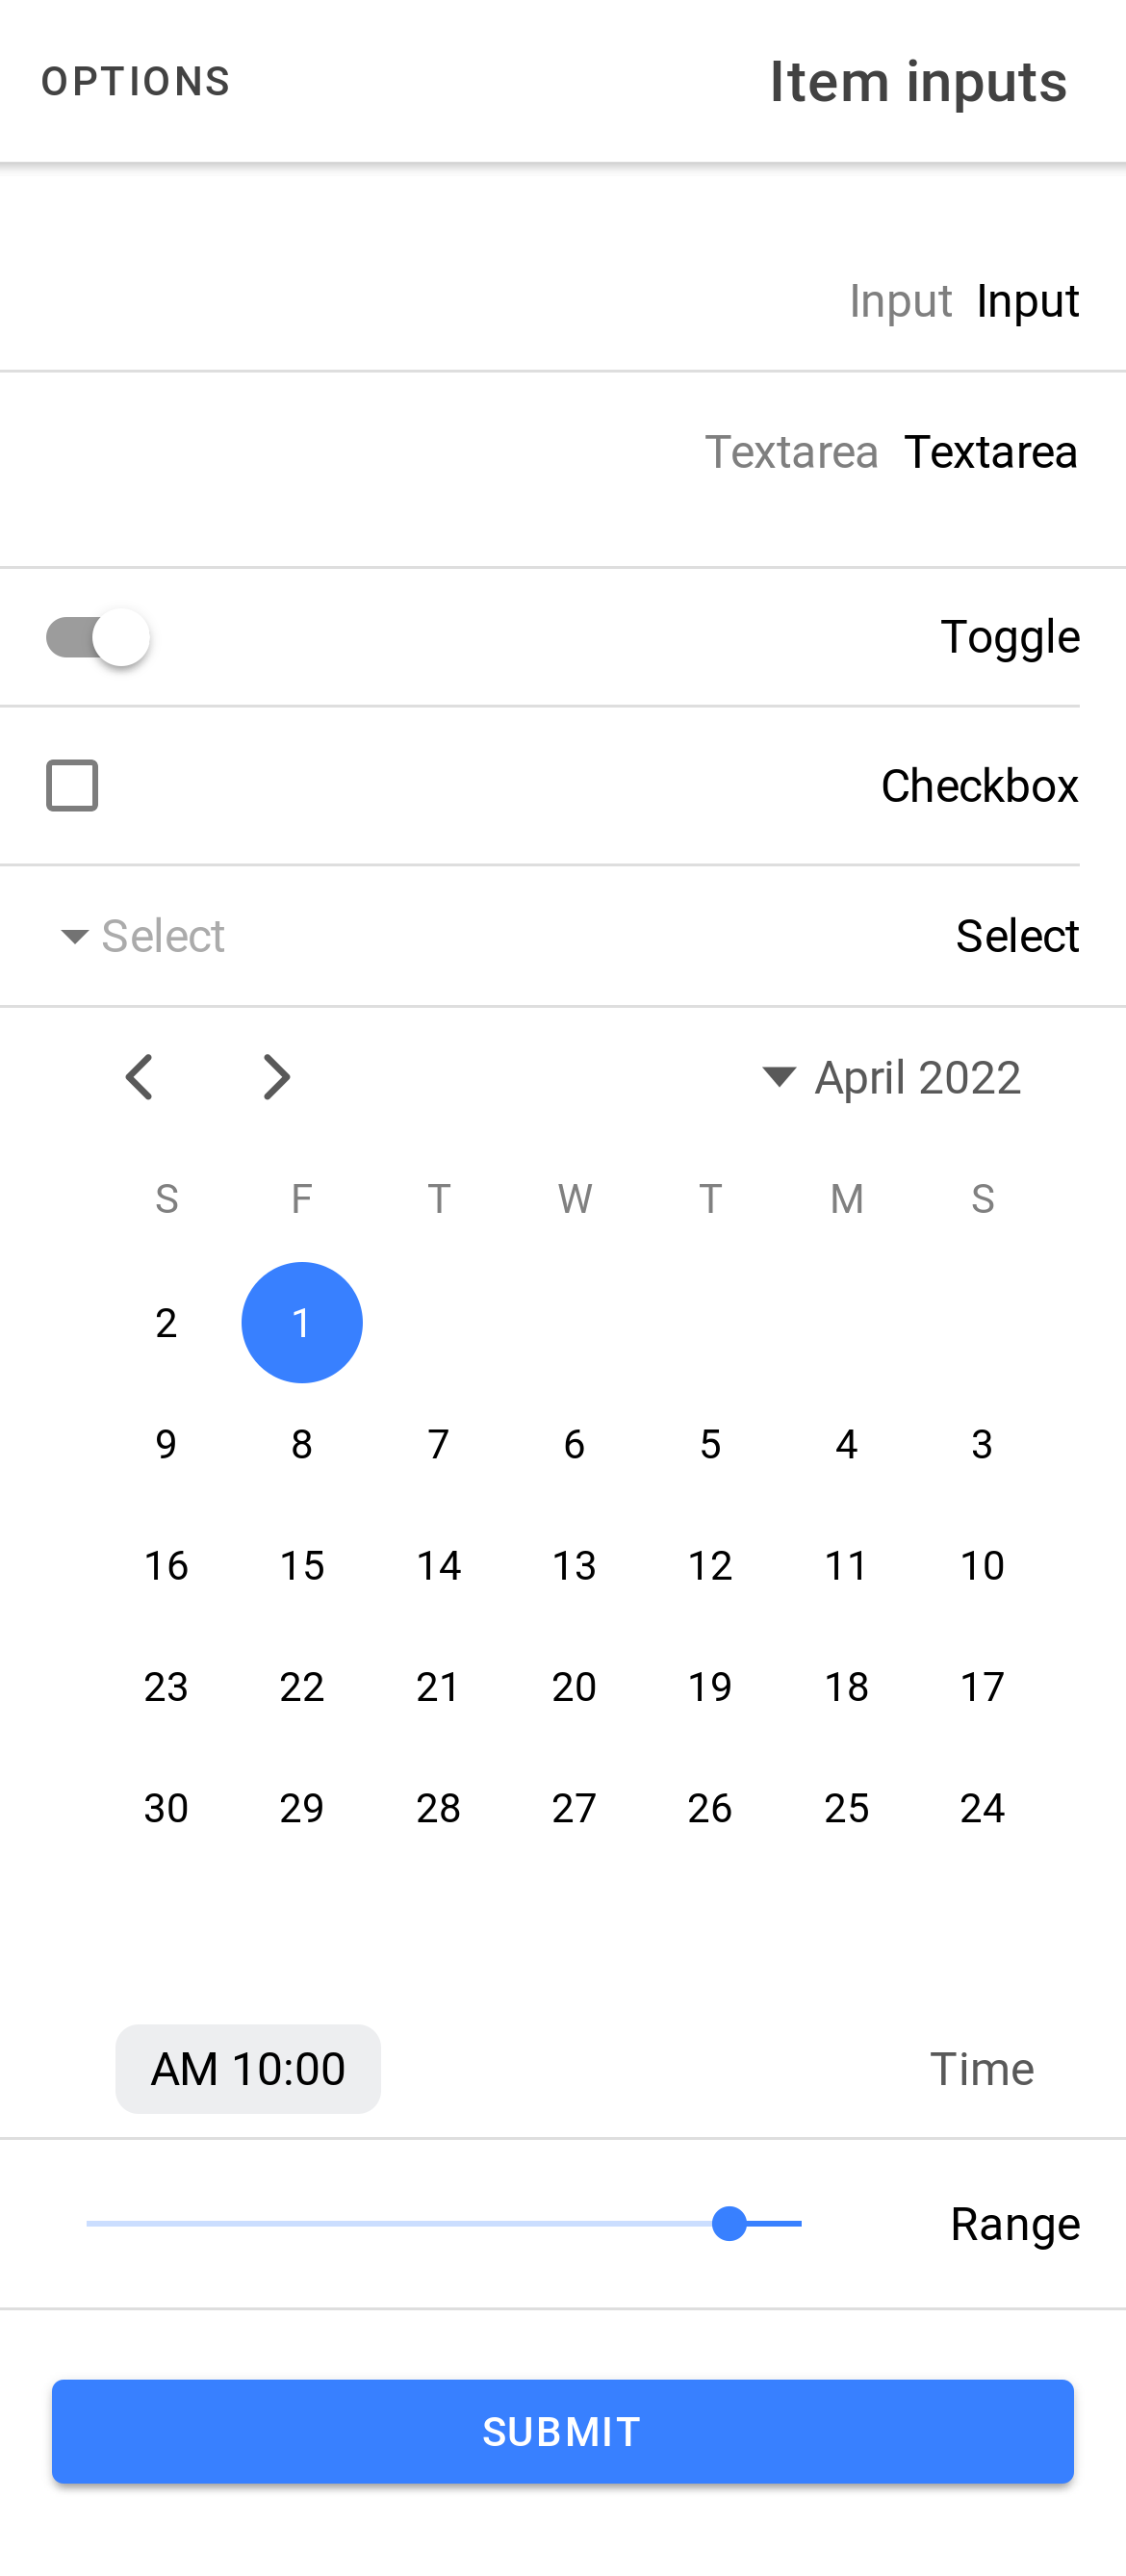 OPTIONS Item inputs
Input Input
Textarea Textarea
Toggle
Checkbox
Select Select
April 2022
S F T W T M S
2 1
9 8 7 6 5 4 3
16 15 14 13 12 11 10
23 22 21 20 19 18 17
30 29 28 27 26 25 24
AM 10:00 Time
Range
SUBMIT